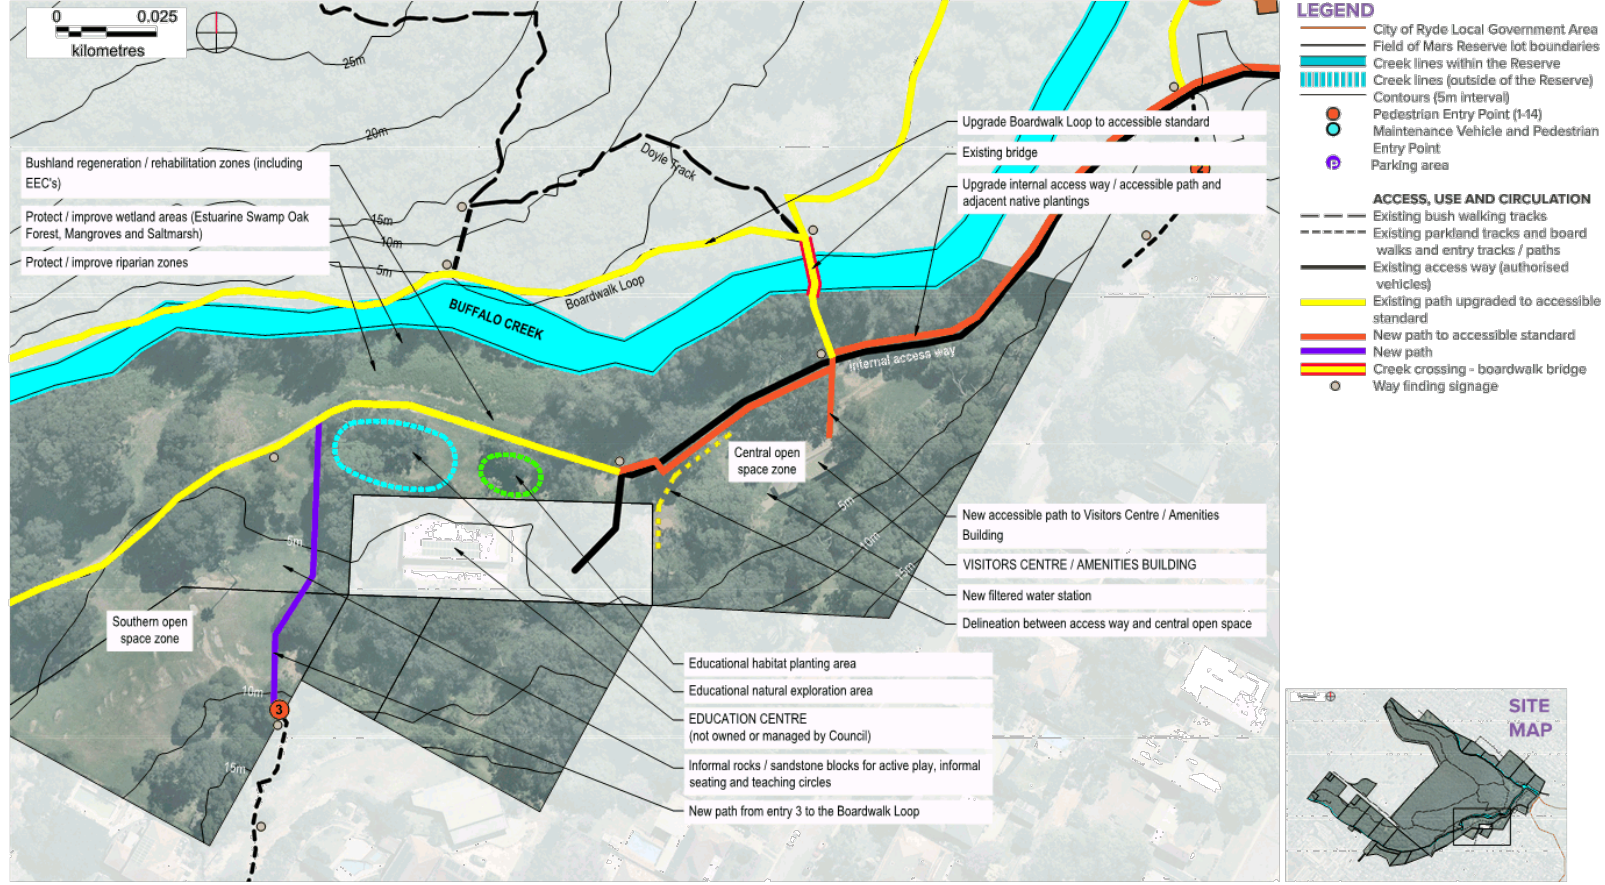 0 0.025
kilometres
25m
20m
15m
10m
5m
Doyle Track
Boardwalk Loop
BUFFALO CREEK
internal access way
Bushland regeneration / rehabilitation zones (including
EEC's)
Protect / improve wetland areas (Estuarine Swamp Oak
Forest, Mangroves and Saltmarsh)
Protect / improve riparian zones
Upgrade Boardwalk Loop to accessible standard
Existing bridge
Upgrade internal access way / accessible path and
adjacent native plantings
2
Central open
space zone
5m
10m
15m
New accessible path to Visitors Centre / Amenities
Building
VISITORS CENTRE / AMENITIES BUILDING
New filtered water station
Delineation between access way and central open space
5m
Southern open
space zone
10m
3
15m
Educational habitat planting area
Educational natural exploration area
EDUCATION CENTRE
(not owned or managed by Council)
Informal rocks / sandstone blocks for active play, informal
seating and teaching circles
New path from entry 3 to the Boardwalk Loop
LEGEND
City of Ryde Local Government Area
Field of Mars Reserve lot boundaries
Creek lines within the Reserve
Creek lines (outside of the Reserve)
Contours (5m interval)
Pedestrian Entry Point (1-14)
Maintenance Vehicle and Pedestrian
Entry Point
P Parking area
ACCESS, USE AND CIRCULATION
Existing bush walking tracks
Existing parkland tracks and board
walks and entry tracks / paths
Existing access way (authorised
vehicles)
Existing path upgraded to accessible
standard
New path to accessible standard
New path
Creek crossing - boardwalk bridge
Way finding signage
SITE
MAP